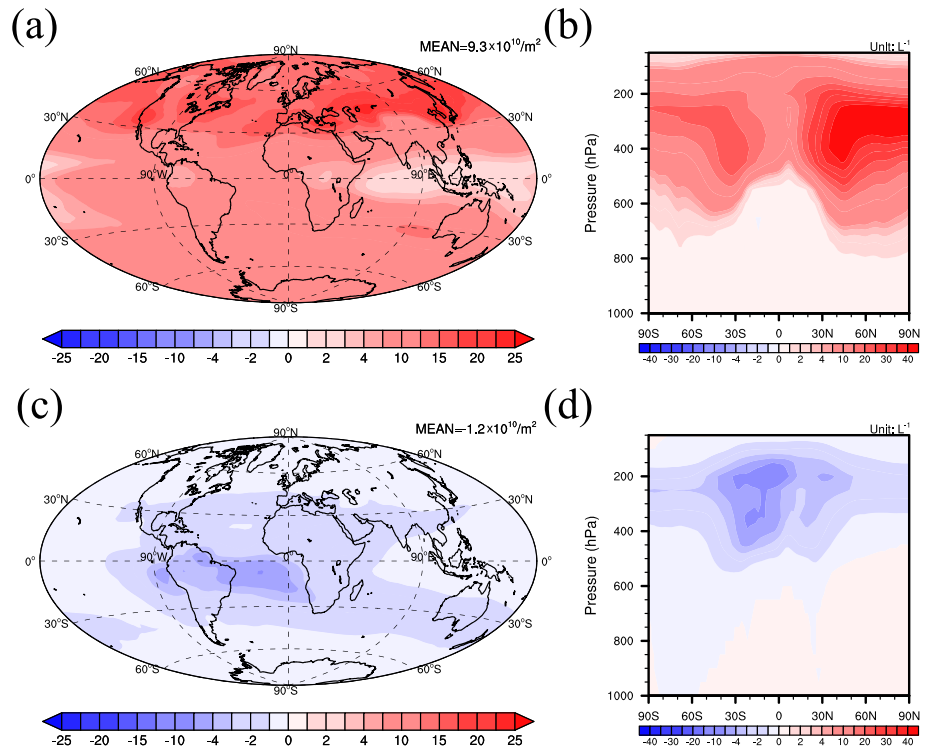 (a)
MEAN=9.3×10¹⁰/m²
90°N
60°N 60°N
30°N 30°N
0° 90°W 90°E 0°
30°S 30°S
60°S 60°S
90°S
-25 -20 -15 -10 -4 -2 0 2 4 10 15 20 25
(b)
Unit: L⁻¹
Pressure (hPa)
200
400
600
800
1000
90S 60S 30S 0 30N 60N 90N
-40 -30 -20 -10 -4 -2 0 2 4 10 20 30 40
(c)
MEAN=-1.2×10¹⁰/m²
90°N
60°N 60°N
30°N 30°N
0° 90°W 90°E 0°
30°S 30°S
60°S 60°S
90°S
-25 -20 -15 -10 -4 -2 0 2 4 10 15 20 25
(d)
Unit: L⁻¹
Pressure (hPa)
200
400
600
800
1000
90S 60S 30S 0 30N 60N 90N
-40 -30 -20 -10 -4 -2 0 2 4 10 20 30 40